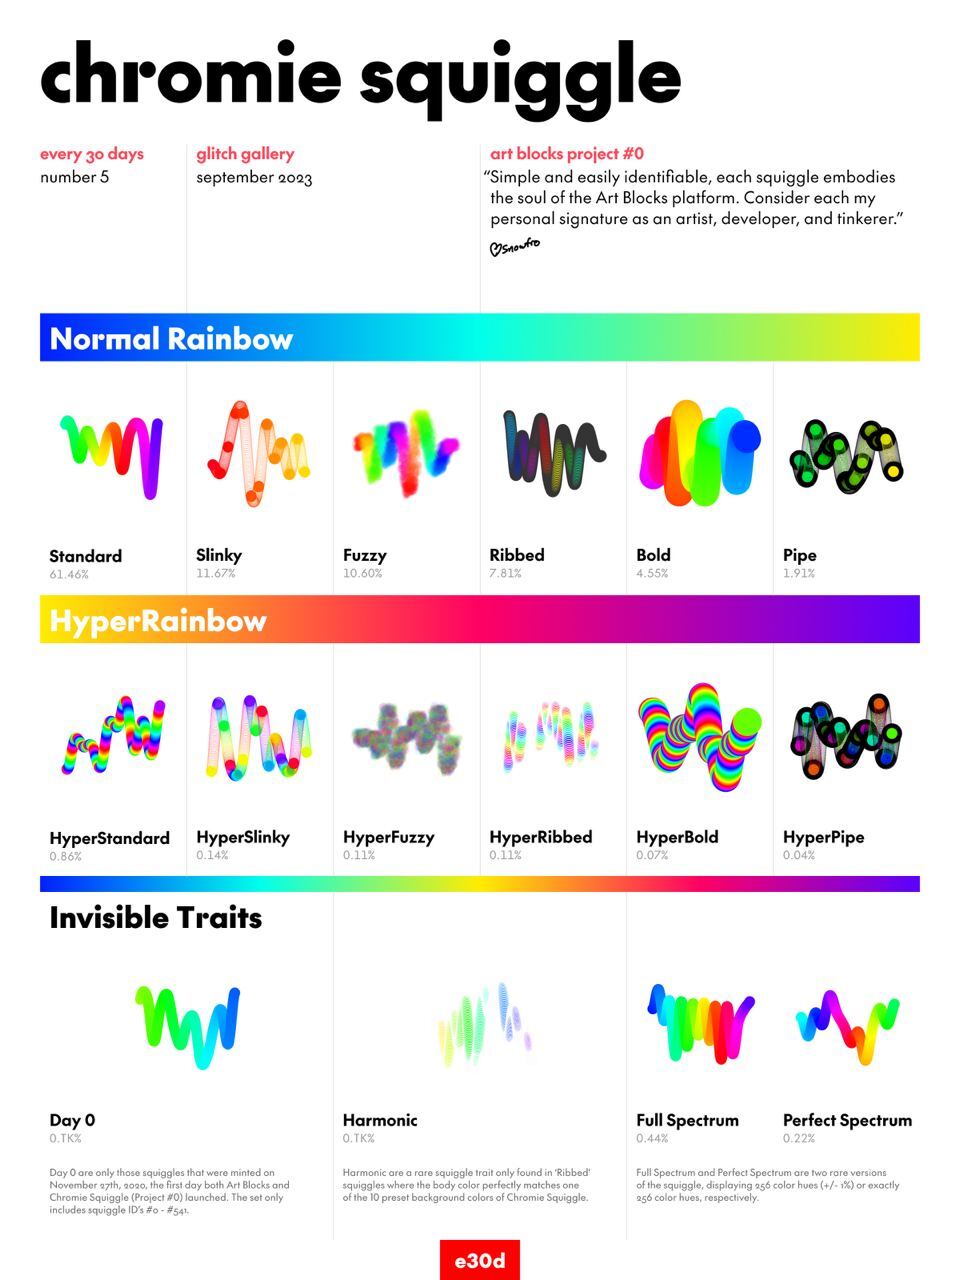 chromie squiggle
every 30 days
number 5
glitch gallery
september 2023
art blocks project #0
“Simple and easily identifiable, each squiggle embodies
the soul of the Art Blocks platform. Consider each my
personal signature as an artist, developer, and tinkerer.”
snowfro
Normal Rainbow
Standard
61.46%
Slinky
11.67%
Fuzzy
10.60%
Ribbed
7.81%
Bold
4.55%
Pipe
1.91%
HyperRainbow
HyperStandard
0.86%
HyperSlinky
0.14%
HyperFuzzy
0.11%
HyperRibbed
0.11%
HyperBold
0.07%
HyperPipe
0.04%
Invisible Traits
Day 0
0.TK%
Day 0 are only those squiggles that were minted on
November 27th, 2020, the first day both Art Blocks and
Chromie Squiggle (Project #0) launched. The set only
includes squiggle ID’s #0 - #541.
Harmonic
0.TK%
Harmonic are a rare squiggle trait only found in ‘Ribbed’
squiggles where the body color perfectly matches one
of the 10 preset background colors of Chromie Squiggle.
Full Spectrum
0.44%
Perfect Spectrum
0.22%
Full Spectrum and Perfect Spectrum are two rare versions
of the squiggle, displaying 256 color hues (+/- 1%) or exactly
256 color hues, respectively.
e30d